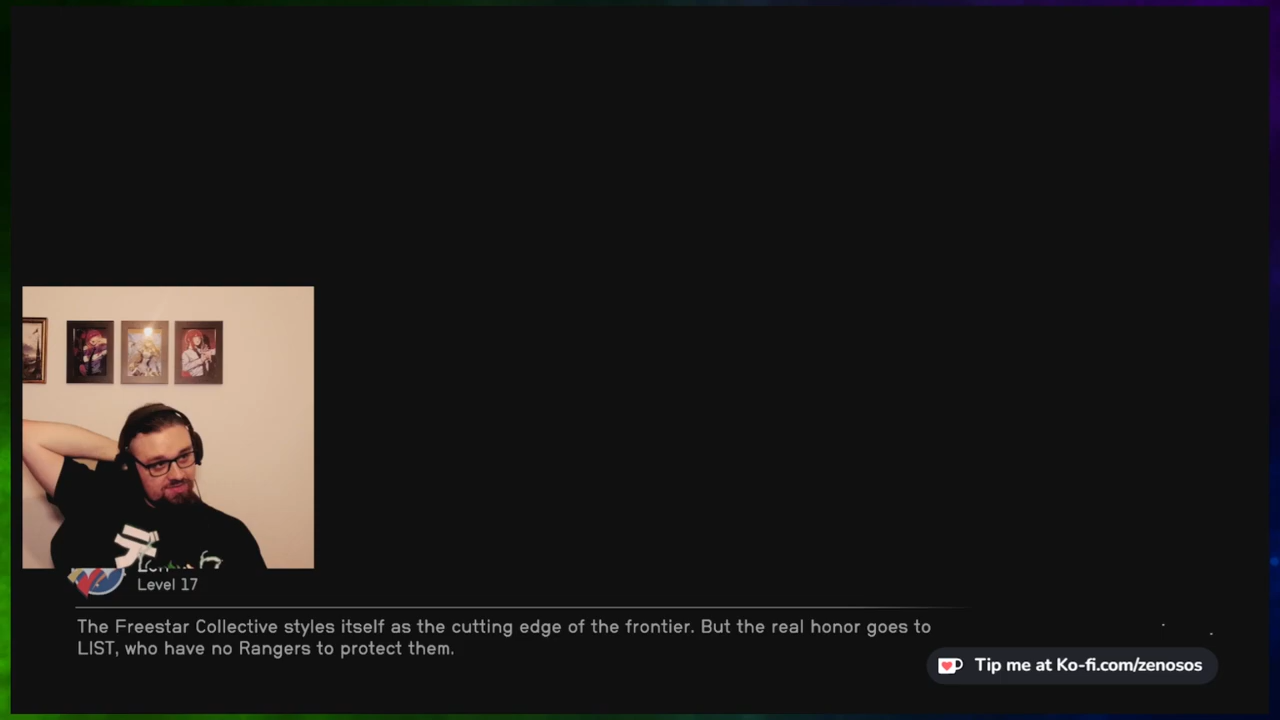 Level 17
The Freestar Collective styles itself as the cutting edge of the frontier. But the real honor goes to
LIST, who have no Rangers to protect them.
Tip me at Ko-fi.com/zenosos